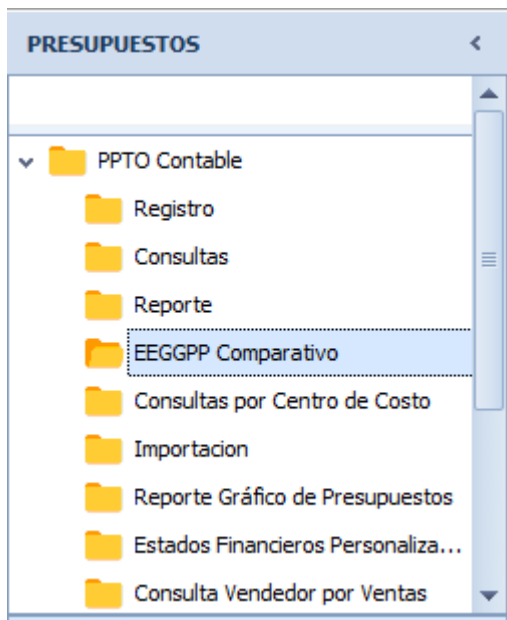 PRESUPUESTOS
PPTO Contable
Registro
Consultas
Reporte
EEGGPP Comparativo
Consultas por Centro de Costo
Importacion
Reporte Gráfico de Presupuestos
Estados Financieros Personaliza...
Consulta Vendedor por Ventas